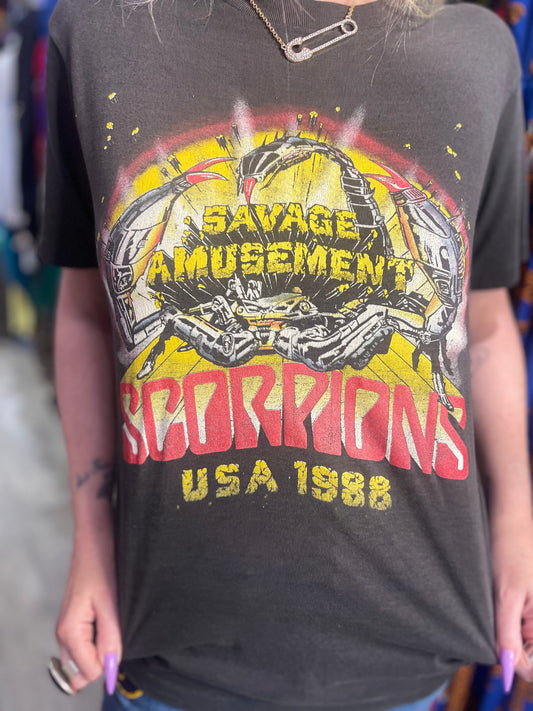 SAVAGE
AMUSEMENT
SCORPIONS
USA 1988